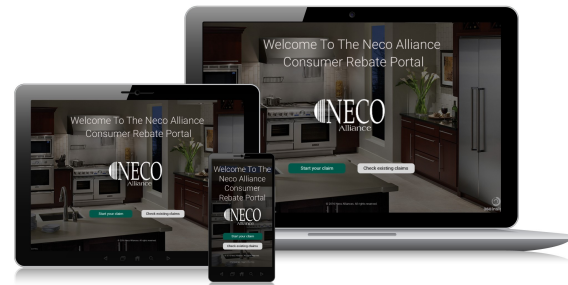 Welcome To The Neco Alliance
Consumer Rebate Portal
NECO
Alliance
Start your claim
Check existing claims
Welcome To The Neco Alliance
Consumer Rebate Portal
NECO
Alliance
Start your claim
Check existing claims
Welcome To The
Neco Alliance
Consumer
Rebate Portal
NECO
Alliance
Start your claim
Check existing claims